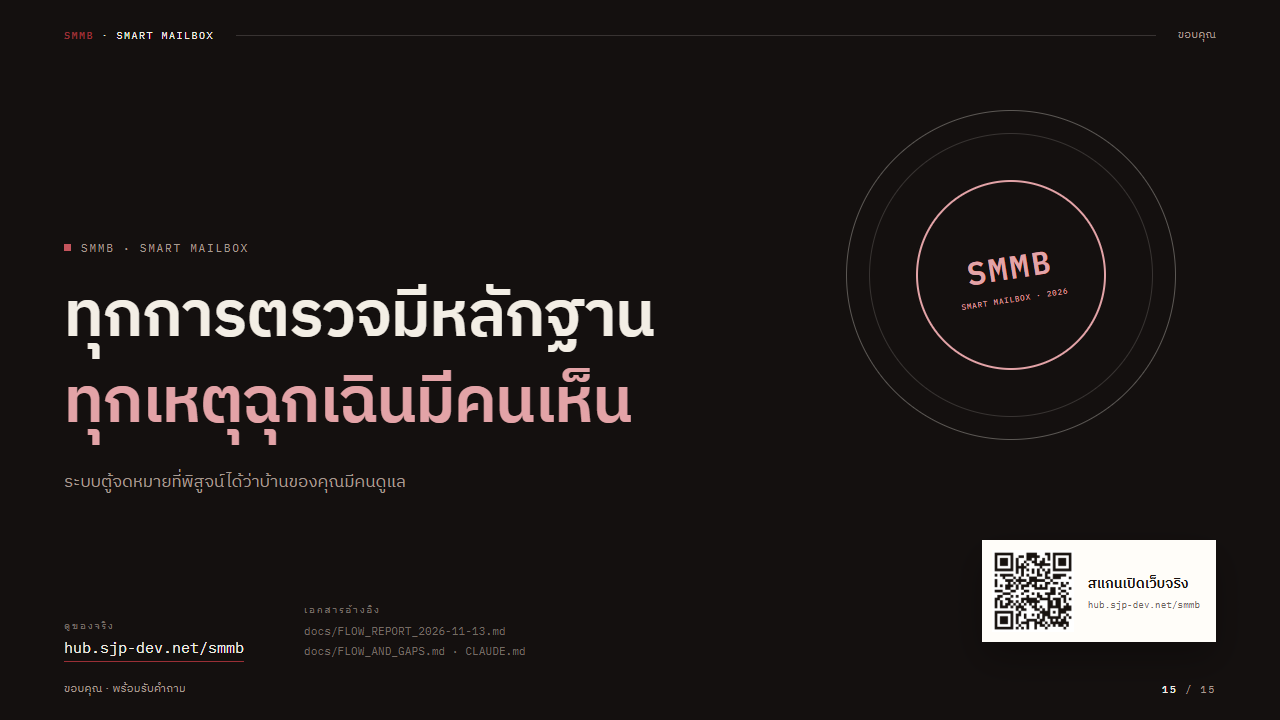 SMMB · SMART MAILBOX
ขอบคุณ
SMMB
SMART MAILBOX · 2026
SMMB · SMART MAILBOX
ทุกการตรวจมีหลักฐาน
ทุกเหตุฉุกเฉินมีคนเห็น
ระบบตู้จดหมายที่พิสูจน์ได้ว่าบ้านของคุณมีคนดูแล
ดูของจริง
hub.sjp-dev.net/smmb
เอกสารอ้างอิง
docs/FLOW_REPORT_2026-11-13.md
docs/FLOW_AND_GAPS.md · CLAUDE.md
สแกนเปิดเว็บจริง
hub.sjp-dev.net/smmb
ขอบคุณ · พร้อมรับคำถาม
15 / 15